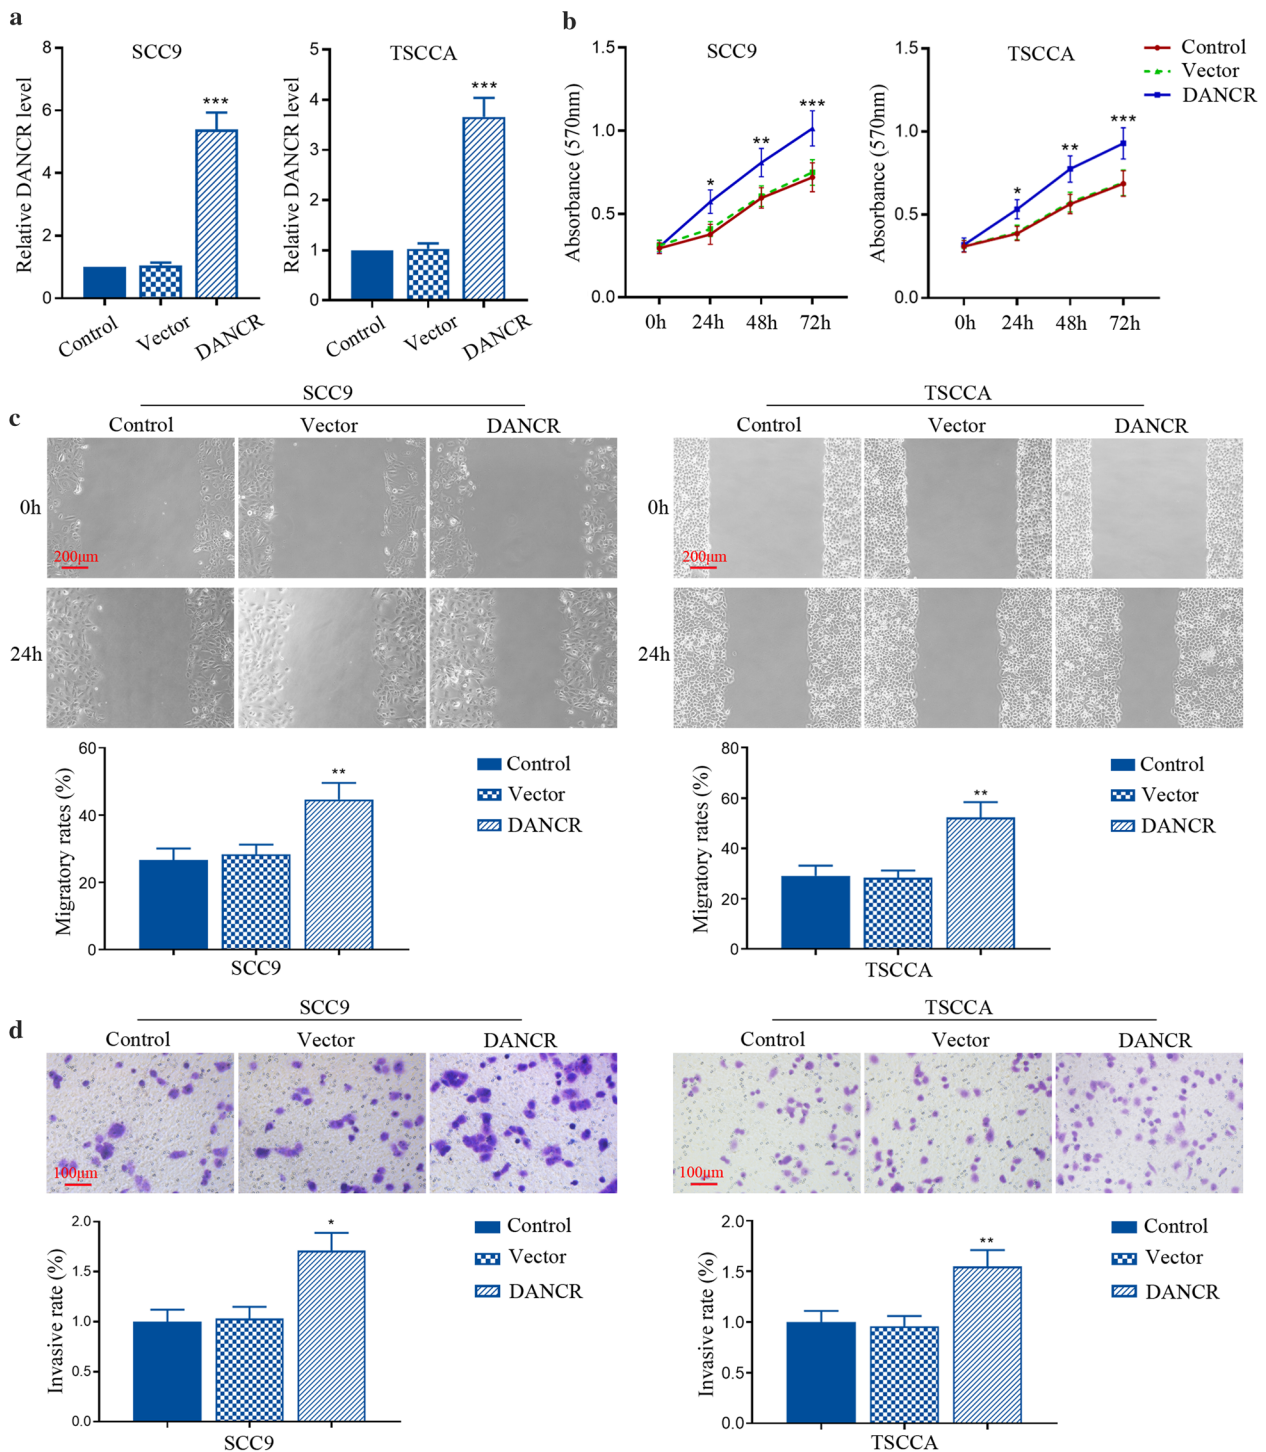 a
SCC9
Relative DANCR level
8
6
4
2
0
***
Control
Vector
DANCR
TSCCA
Relative DANCR level
5
4
3
2
1
0
***
Control
Vector
DANCR
b
SCC9
Absorbance (570nm)
1.5
1.0
0.5
0.0
*
**
***
0h 24h 48h 72h
TSCCA
Absorbance (570nm)
1.5
1.0
0.5
0.0
*
**
***
0h 24h 48h 72h
Control
Vector
DANCR
c
SCC9
Control Vector DANCR
0h
200μm
24h
TSCCA
Control Vector DANCR
0h
200μm
24h
Migratory rates (%)
60
40
20
0
**
SCC9
Control
Vector
DANCR
Migratory rates (%)
80
60
40
20
0
**
TSCCA
Control
Vector
DANCR
d
SCC9
Control Vector DANCR
100μm
TSCCA
Control Vector DANCR
100μm
Invasive rate (%)
2.0
1.5
1.0
0.5
0.0
*
SCC9
Control
Vector
DANCR
Invasive rate (%)
2.0
1.5
1.0
0.5
0.0
**
TSCCA
Control
Vector
DANCR